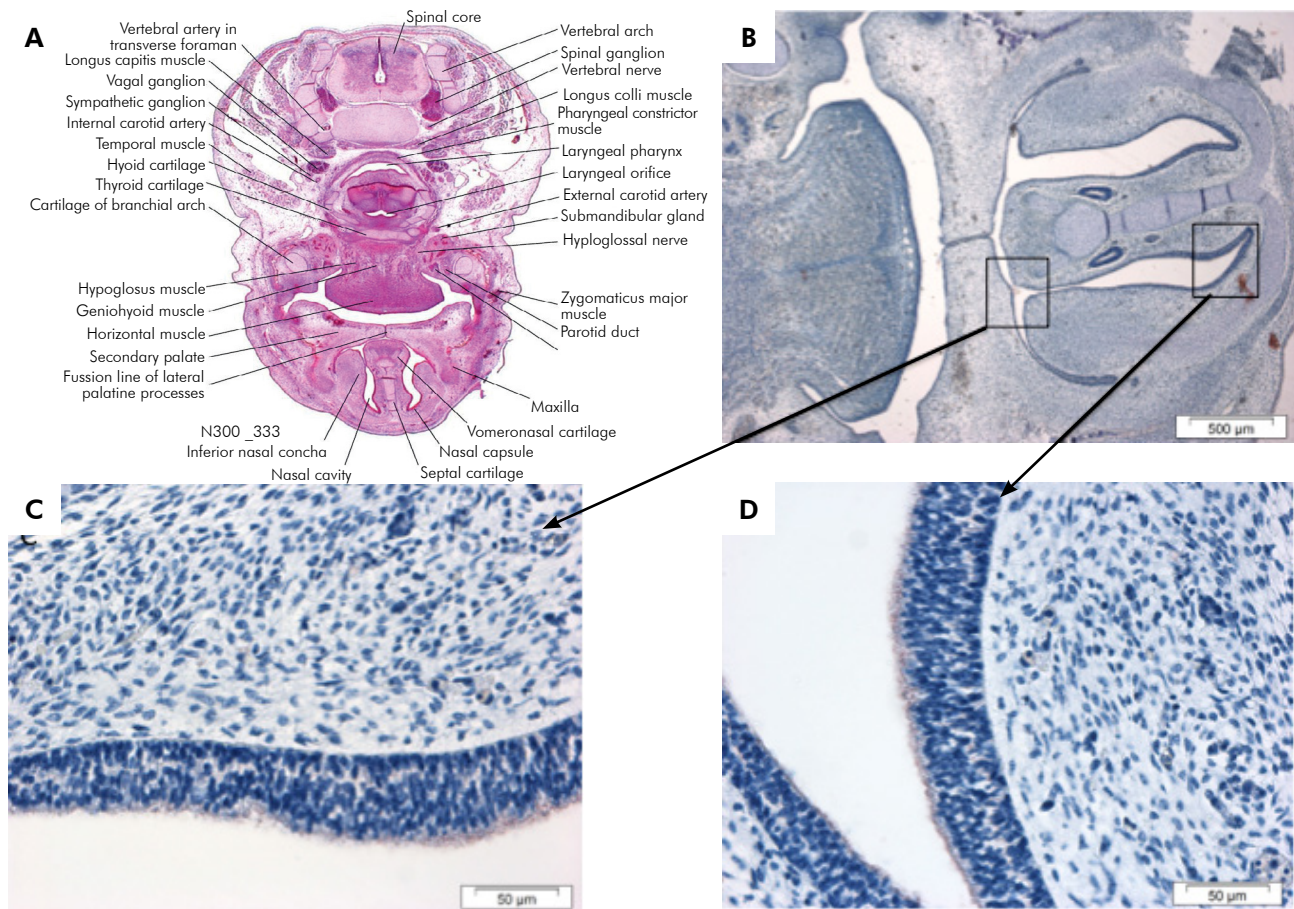 A
Spinal core
Vertebral artery in
transverse foraman
Longus capitis muscle
Vagal ganglion
Sympathetic ganglion
Internal carotid artery
Temporal muscle
Hyoid cartilage
Thyroid cartilage
Cartilage of branchial arch
Hypoglosus muscle
Geniohyoid muscle
Horizontal muscle
Secondary palate
Fussion line of lateral
palatine processes
N300 _333
Inferior nasal concha
Nasal cavity
Vertebral arch
Spinal ganglion
Vertebral nerve
Longus colli muscle
Pharyngeal constrictor
muscle
Laryngeal pharynx
Laryngeal orifice
External carotid artery
Submandibular gland
Hyploglossal nerve
Zygomaticus major
muscle
Parotid duct
Maxilla
Vomeronasal cartilage
Nasal capsule
Septal cartilage
B
500 µm
C
50 µm
D
50 µm